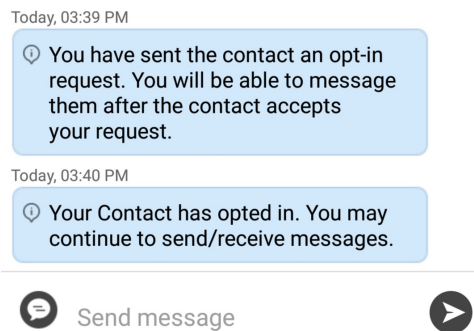 Today, 03:39 PM
You have sent the contact an opt-in
request. You will be able to message
them after the contact accepts
your request.
Today, 03:40 PM
Your Contact has opted in. You may
continue to send/receive messages.
Send message